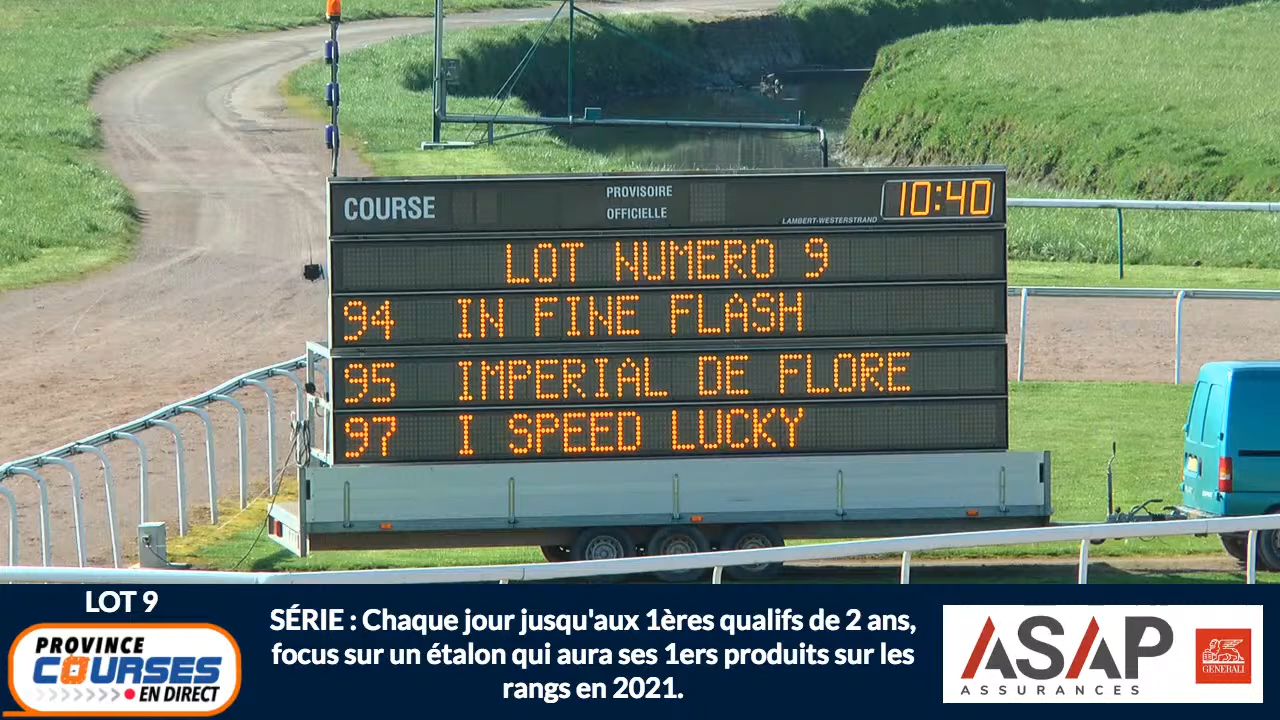 COURSE
PROVISOIRE
OFFICIELLE
LAMBERT-WESTERSTRAND
10:40
LOT NUMERO 9
94 IN FINE FLASH
95 IMPERIAL DE FLORE
97 I SPEED LUCKY
LOT 9
PROVINCE
COURSES
EN DIRECT
SÉRIE : Chaque jour jusqu'aux 1ères qualifs de 2 ans,
focus sur un étalon qui aura ses 1ers produits sur les
rangs en 2021.
ASAP
ASSURANCES
GENERALI